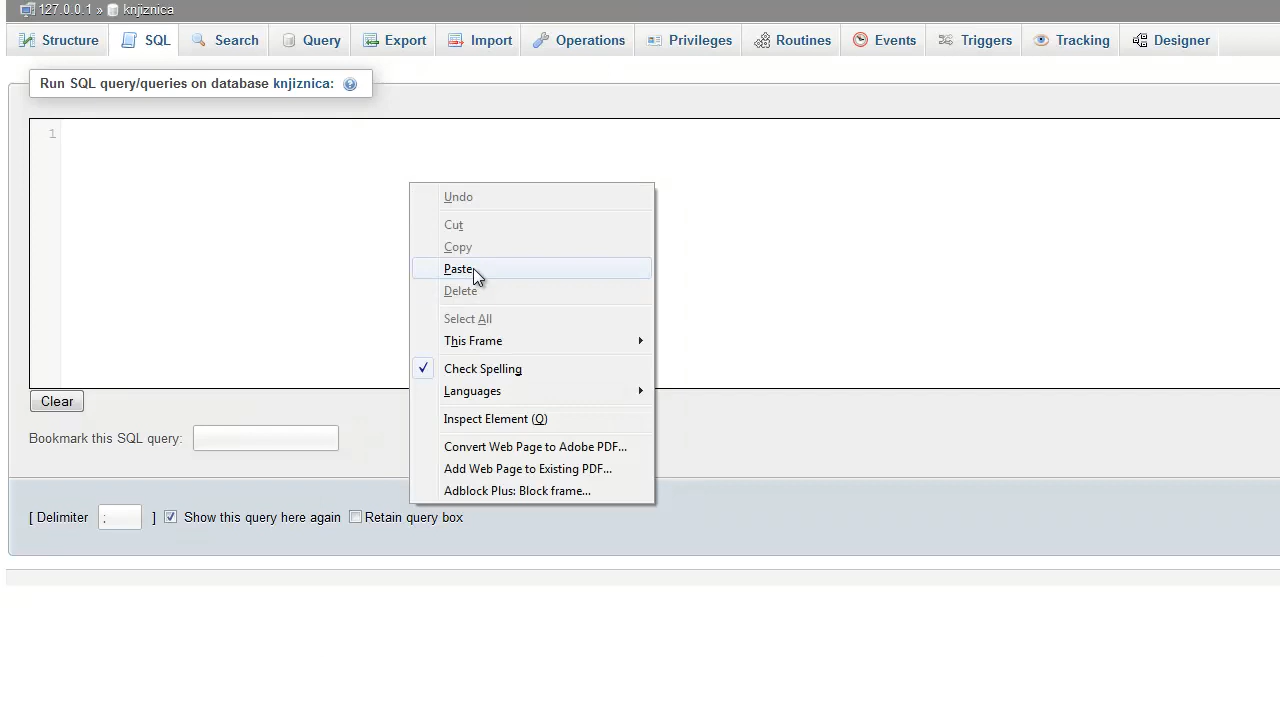 127.0.0.1 » knjiznica
Structure SQL Search Query Export Import Operations Privileges Routines Events Triggers Tracking Designer
Run SQL query/queries on database knjiznica:
1
Undo
Cut
Copy
Paste
Delete
Select All
This Frame
Check Spelling
Languages
Inspect Element (Q)
Convert Web Page to Adobe PDF...
Add Web Page to Existing PDF...
Adblock Plus: Block frame...
Clear
Bookmark this SQL query:
[ Delimiter ; ] Show this query here again Retain query box